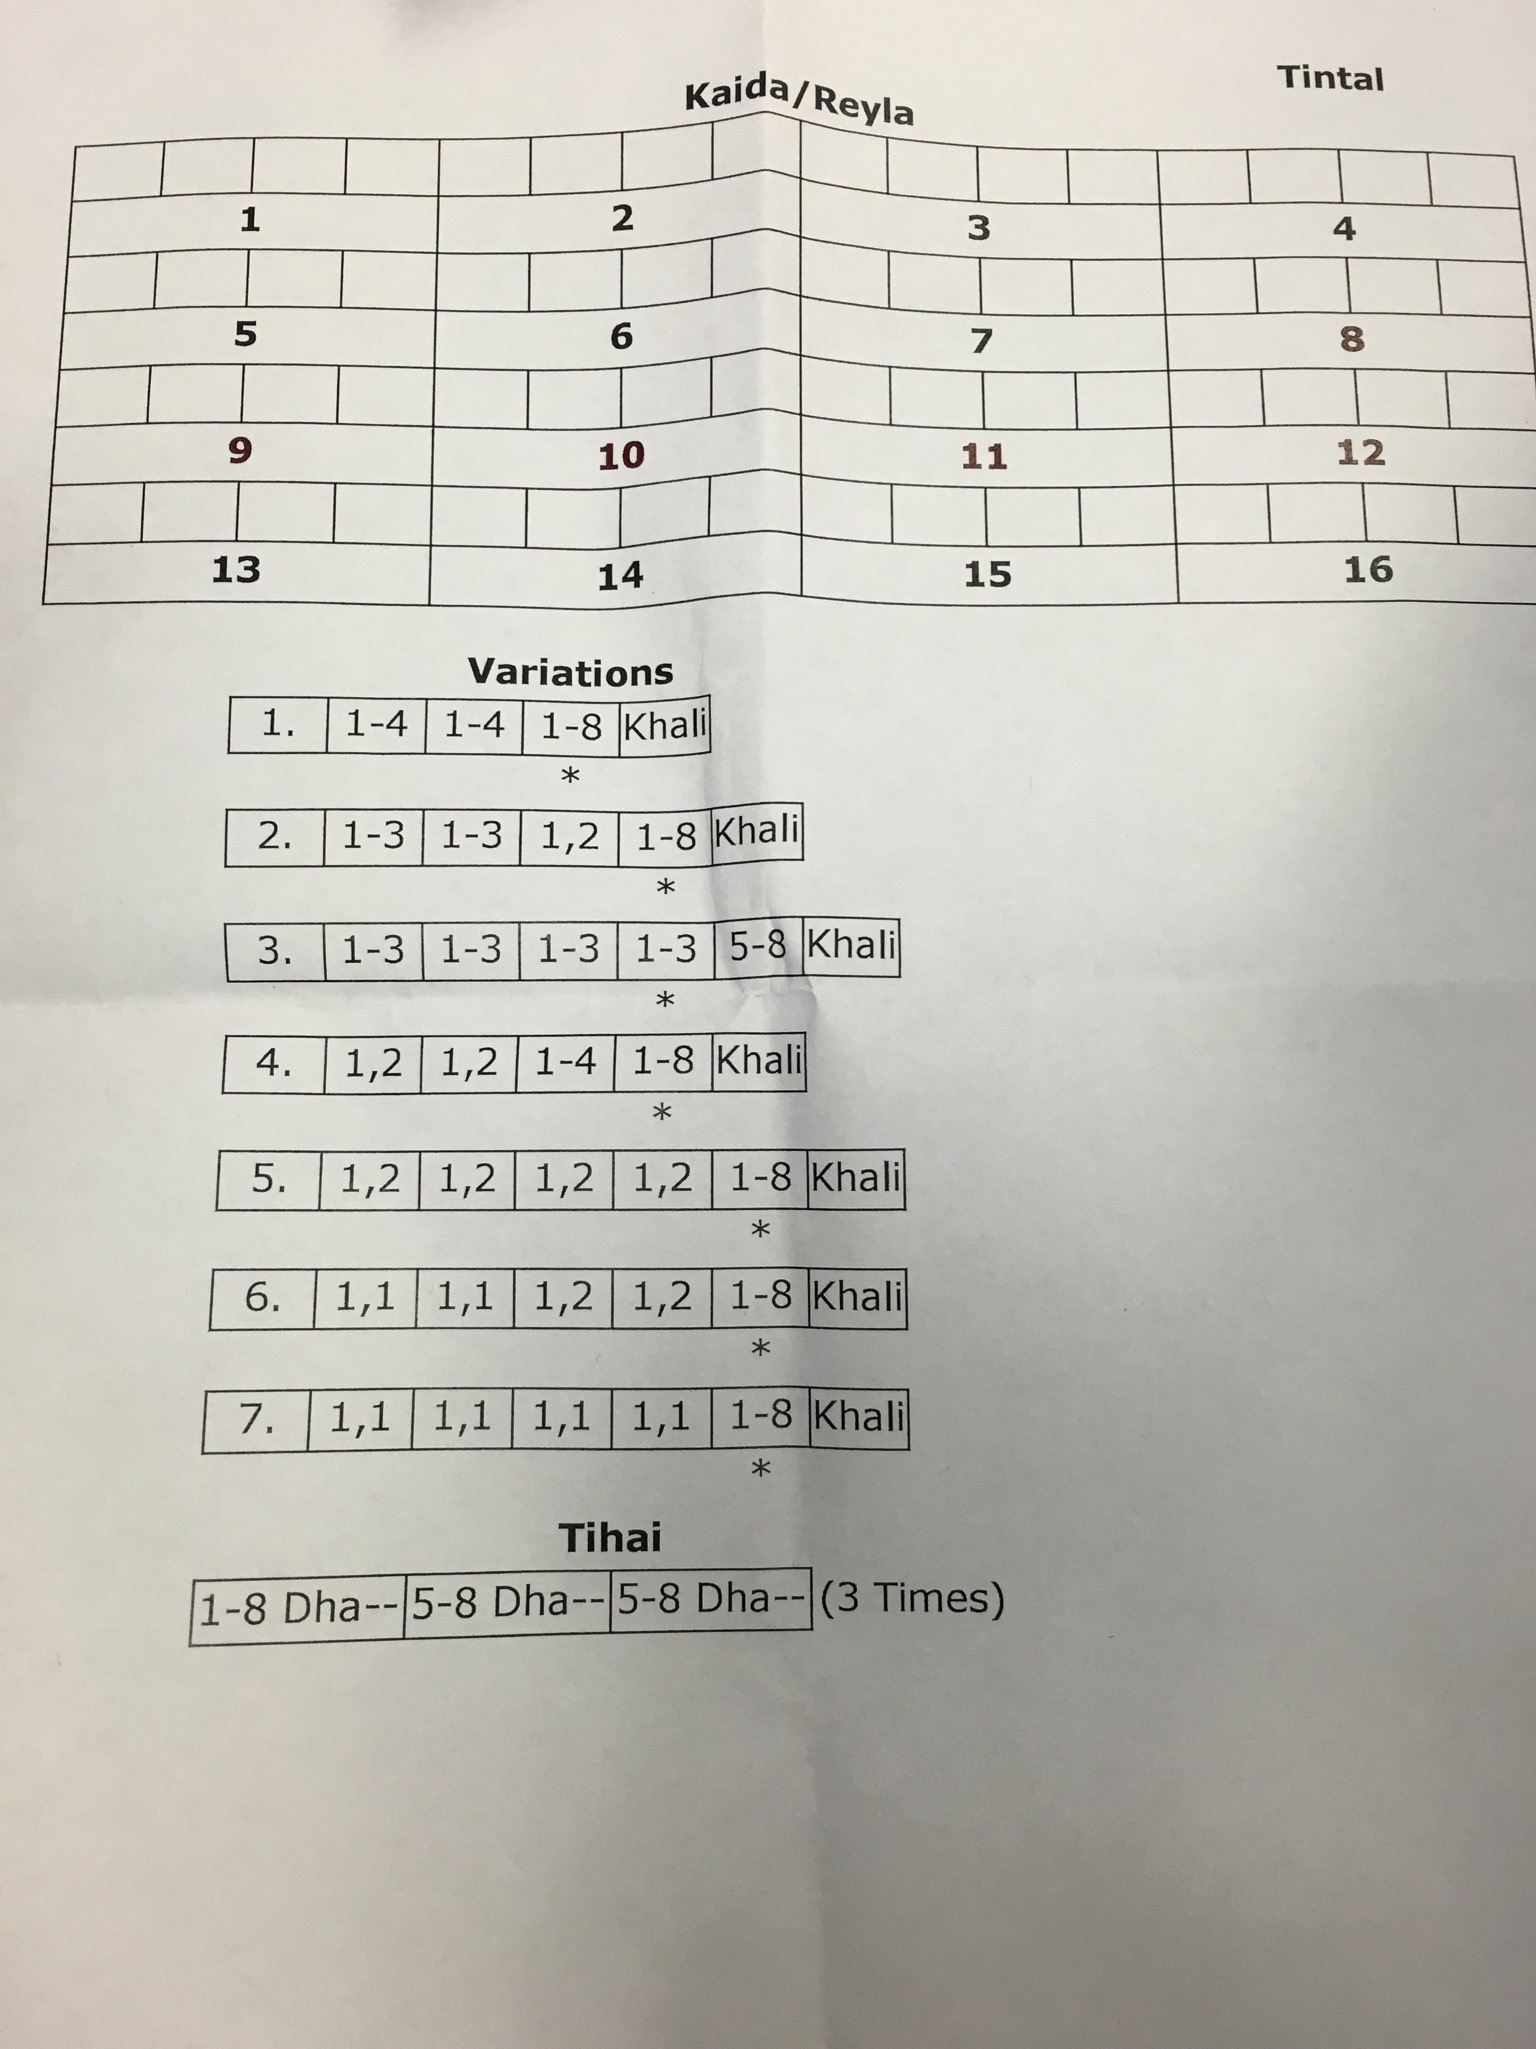 Kaida/Reyla
Tintal
1 2 3 4
5 6 7 8
9 10 11 12
13 14 15 16
Variations
1. 1-4 1-4 1-8 Khali
*
2. 1-3 1-3 1,2 1-8 Khali
*
3. 1-3 1-3 1-3 1-3 5-8 Khali
*
4. 1,2 1,2 1-4 1-8 Khali
*
5. 1,2 1,2 1,2 1,2 1-8 Khali
*
6. 1,1 1,1 1,2 1,2 1-8 Khali
*
7. 1,1 1,1 1,1 1,1 1-8 Khali
*
Tihai
1-8 Dha-- 5-8 Dha-- 5-8 Dha-- (3 Times)